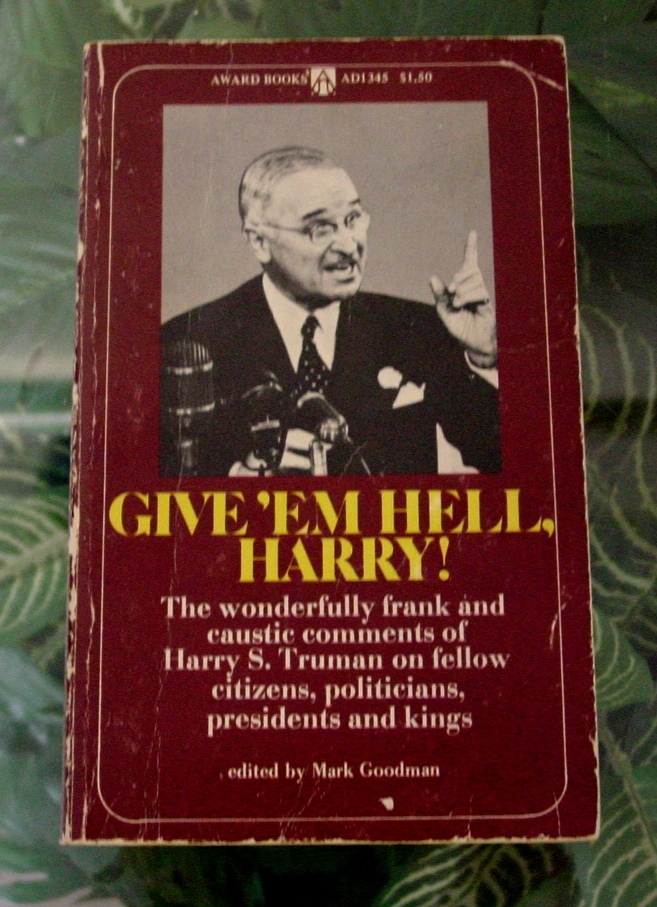 AWARD BOOKS AD1345 $1.50
GIVE 'EM HELL,
HARRY!
The wonderfully frank and
caustic comments of
Harry S. Truman on fellow
citizens, politicians,
presidents and kings
edited by Mark Goodman